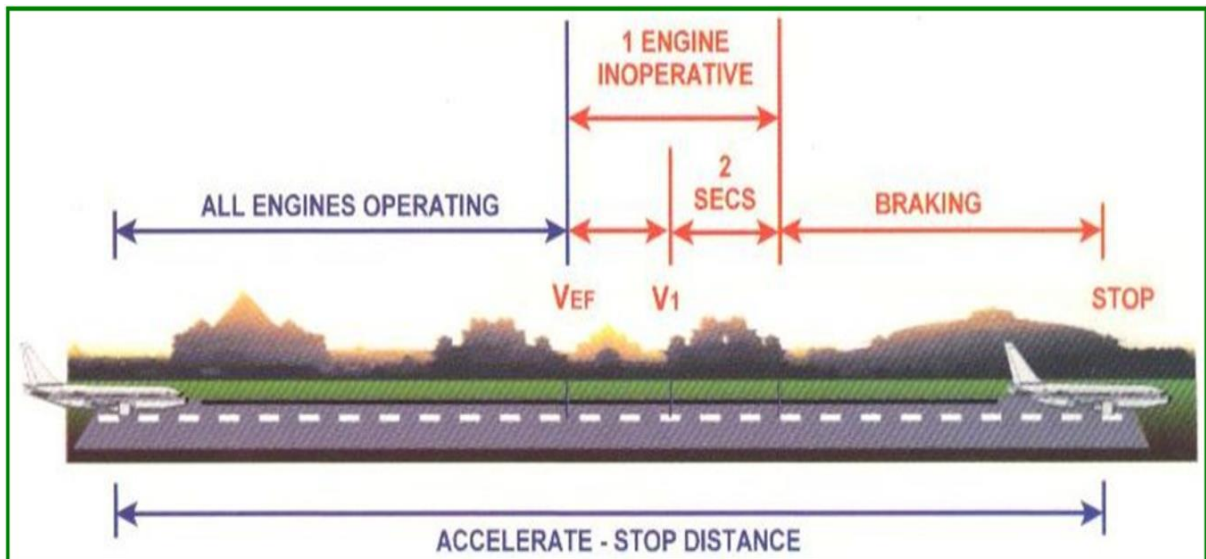 1 ENGINE
INOPERATIVE
2
SECS
ALL ENGINES OPERATING
BRAKING
VEF
V1
STOP
ACCELERATE - STOP DISTANCE